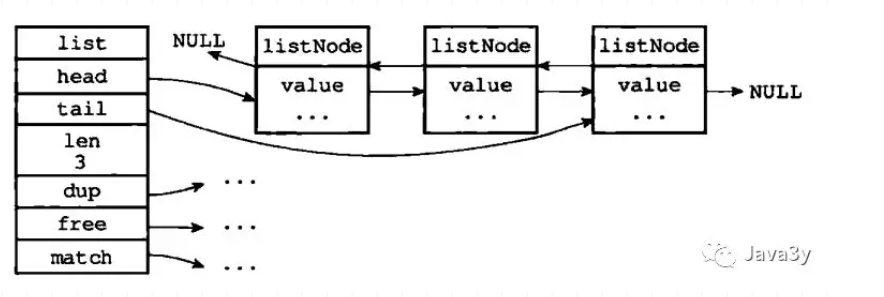 list
head
tail
len
3
dup
free
match
NULL
listNode
value
...
listNode
value
...
listNode
value
...
NULL
...
...
...
Java3y